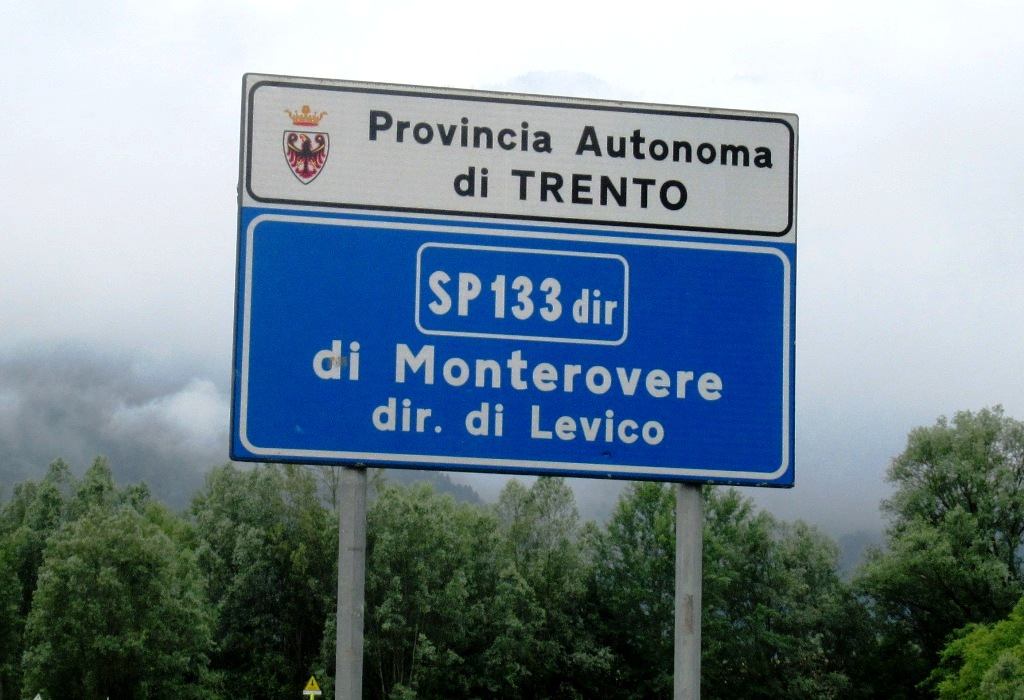 Provincia Autonoma
di TRENTO
SP 133 dir
di Monterovere
dir. di Levico